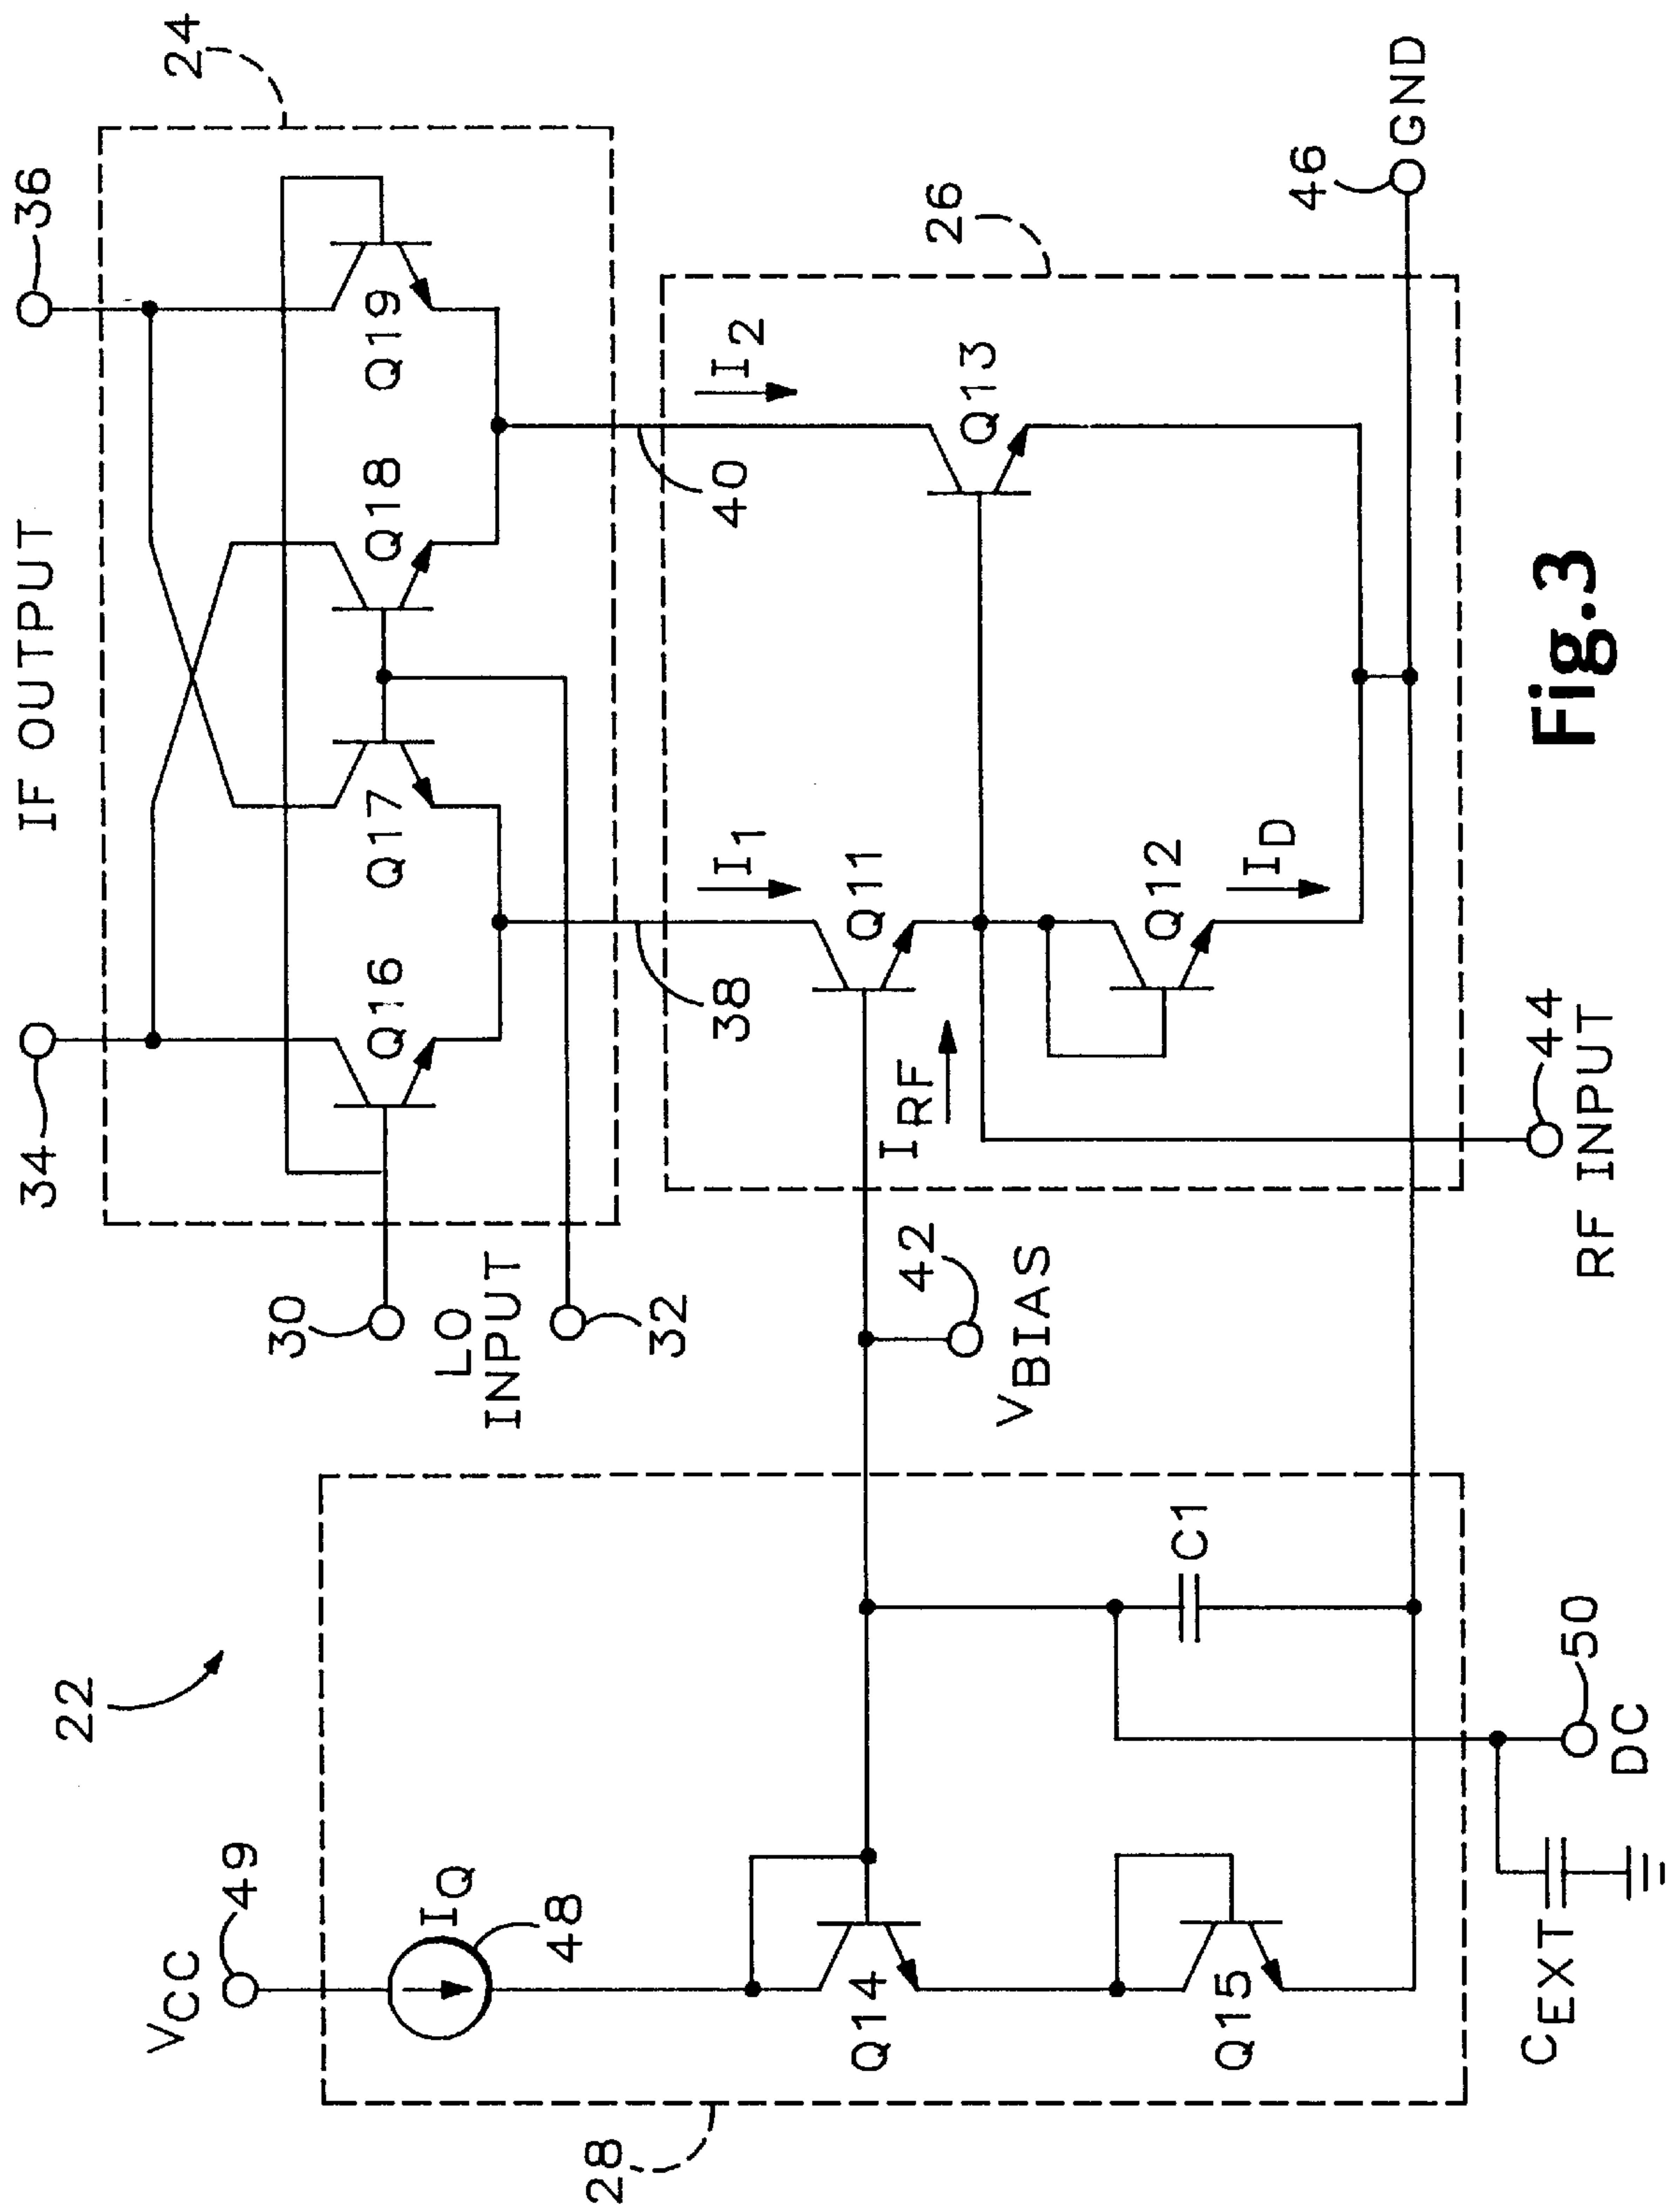 22
24
IF OUTPUT
34
36
Q16
Q17
Q18
Q19
30
LO
INPUT
32
38
40
I1
I2
26
Q11
Q13
IRF
Q12
ID
46
GND
44
RF INPUT
42
VBIAS
VCC
49
IQ
48
Q14
Q15
C1
28
50
DC
CEXT
Fig.3